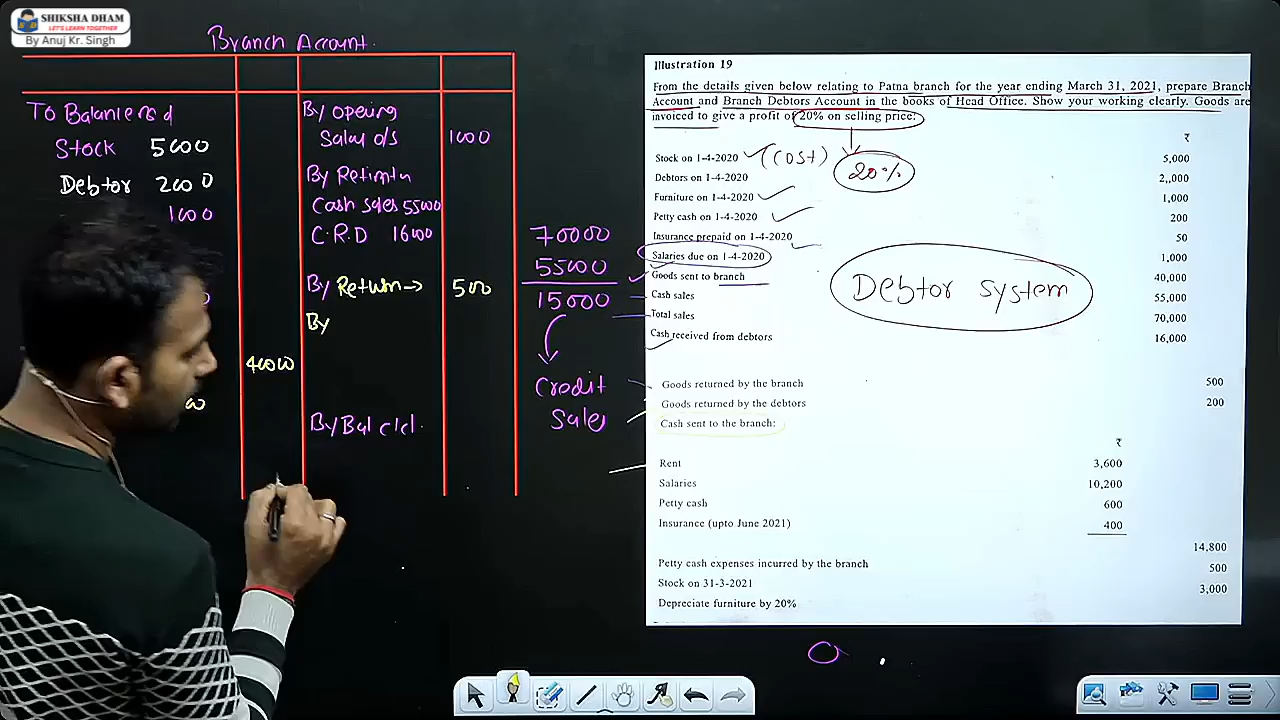 SHIKSHA DHAM
LET'S LEARN TOGETHER
By Anuj Kr. Singh
Branch Account.
By opeing
Salay o/s 1000
Stock 5000
Debtor 2000
1000
Cash sales 55000
C.R.D 16000
By Return → 500
By
40000
By Bal c/d.
70000
55000
15000
Credit
Sales
Illustration 19
From the details given below relating to Patna branch for the year ending March 31, 2021, prepare Branch
Account and Branch Debtors Account in the books of Head Office. Show your working clearly. Goods are
invoiced to give a profit of 20% on selling price:
₹
Stock on 1-4-2020 (COST) 5,000
20%
Debtors on 1-4-2020 2,,000
Furniture on 1-4-2020 1,000
Petty cash on 1-4-2020 200
Insurance prepaid on 1-4-2020 50
Salaries due on 1-4-2020 1,000
Goods sent to branch 40,000
Cash sales 55,000
Total sales 70,000
Cash received from debtors 16,000
Debtor system
Goods returned by the branch 500
Goods returned by the debtors 200
Cash sent to the branch:
₹
Rent 3,600
Salaries 10,200
Petty cash 600
Insurance (upto June 2021) 400
14,800
Petty cash expenses incurred by the branch 500
Stock on 31-3-2021 3,000
Depreciate furniture by 20%